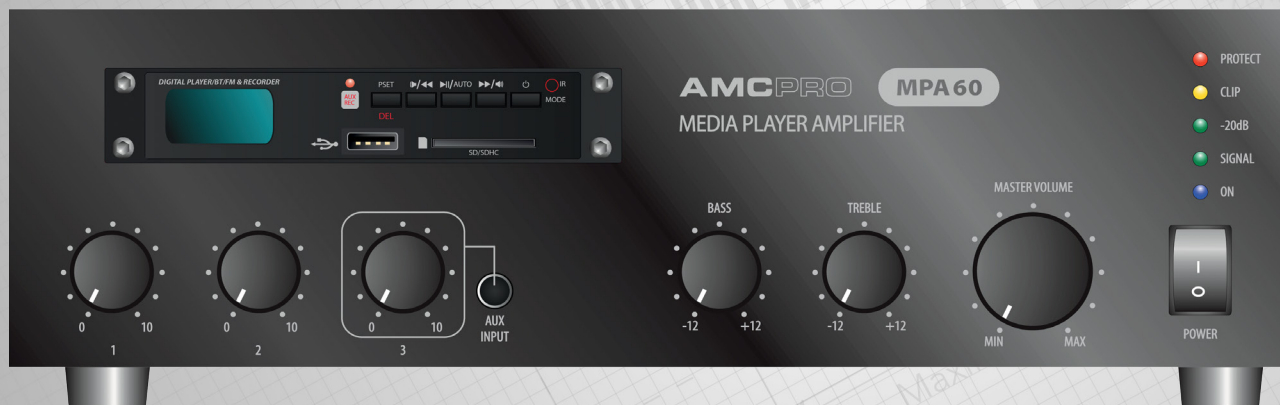 DIGITAL PLAYER/BT/FM & RECORDER
AUX
REC
PSET
/AUTO
IR
MODE
DEL
SD/SDHC
AMCPRO
MPA60
MEDIA PLAYER AMPLIFIER
PROTECT
CLIP
-20dB
SIGNAL
ON
0 10
1
0 10
2
0 10
3
AUX
INPUT
BASS
-12 +12
TREBLE
-12 +12
MASTER VOLUME
MIN MAX
I
O
POWER